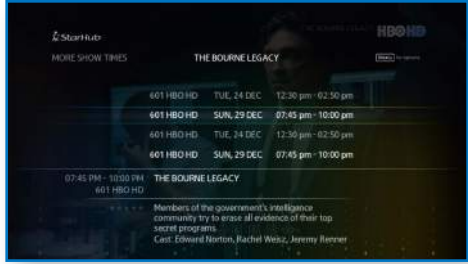 StarHub
HBO HD
MORE SHOW TIMES THE BOURNE LEGACY
601 HBO HD TUE, 24 DEC 12:30 pm - 02:50 pm
601 HBO HD SUN, 29 DEC 07:45 pm - 10:00 pm
601 HBO HD TUE, 24 DEC 12:30 pm - 02:50 pm
601 HBO HD SUN, 29 DEC 07:45 pm - 10:00 pm
07:45 PM - 10:00 PM THE BOURNE LEGACY
601 HBO HD
Members of the government's intelligence
community try to erase all evidence of their top
secret programs.
Cast: Edward Norton, Rachel Weisz, Jeremy Renner